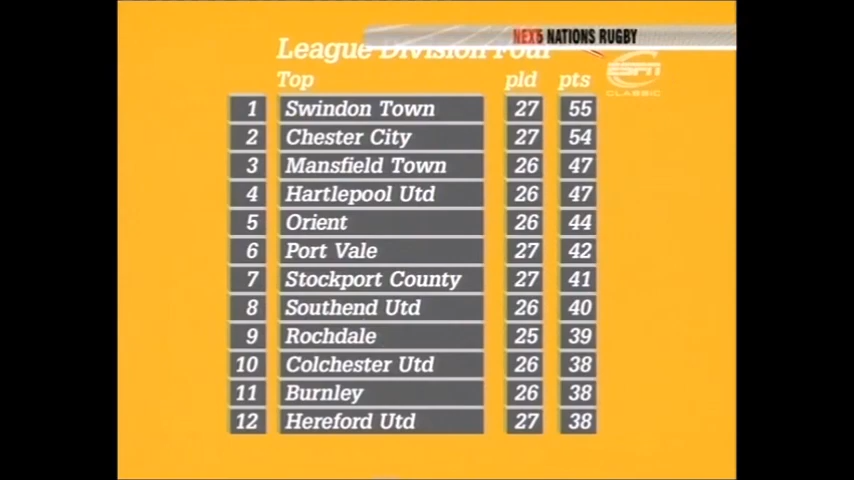 NEX5 NATIONS RUGBY
League Division Four
ESPN
CLASSIC
Top pld pts
1 Swindon Town 27 55
2 Chester City 27 54
3 Mansfield Town 26 47
4 Hartlepool Utd 26 47
5 Orient 26 44
6 Port Vale 27 42
7 Stockport County 27 41
8 Southend Utd 26 40
9 Rochdale 25 39
10 Colchester Utd 26 38
11 Burnley 26 38
12 Hereford Utd 27 38